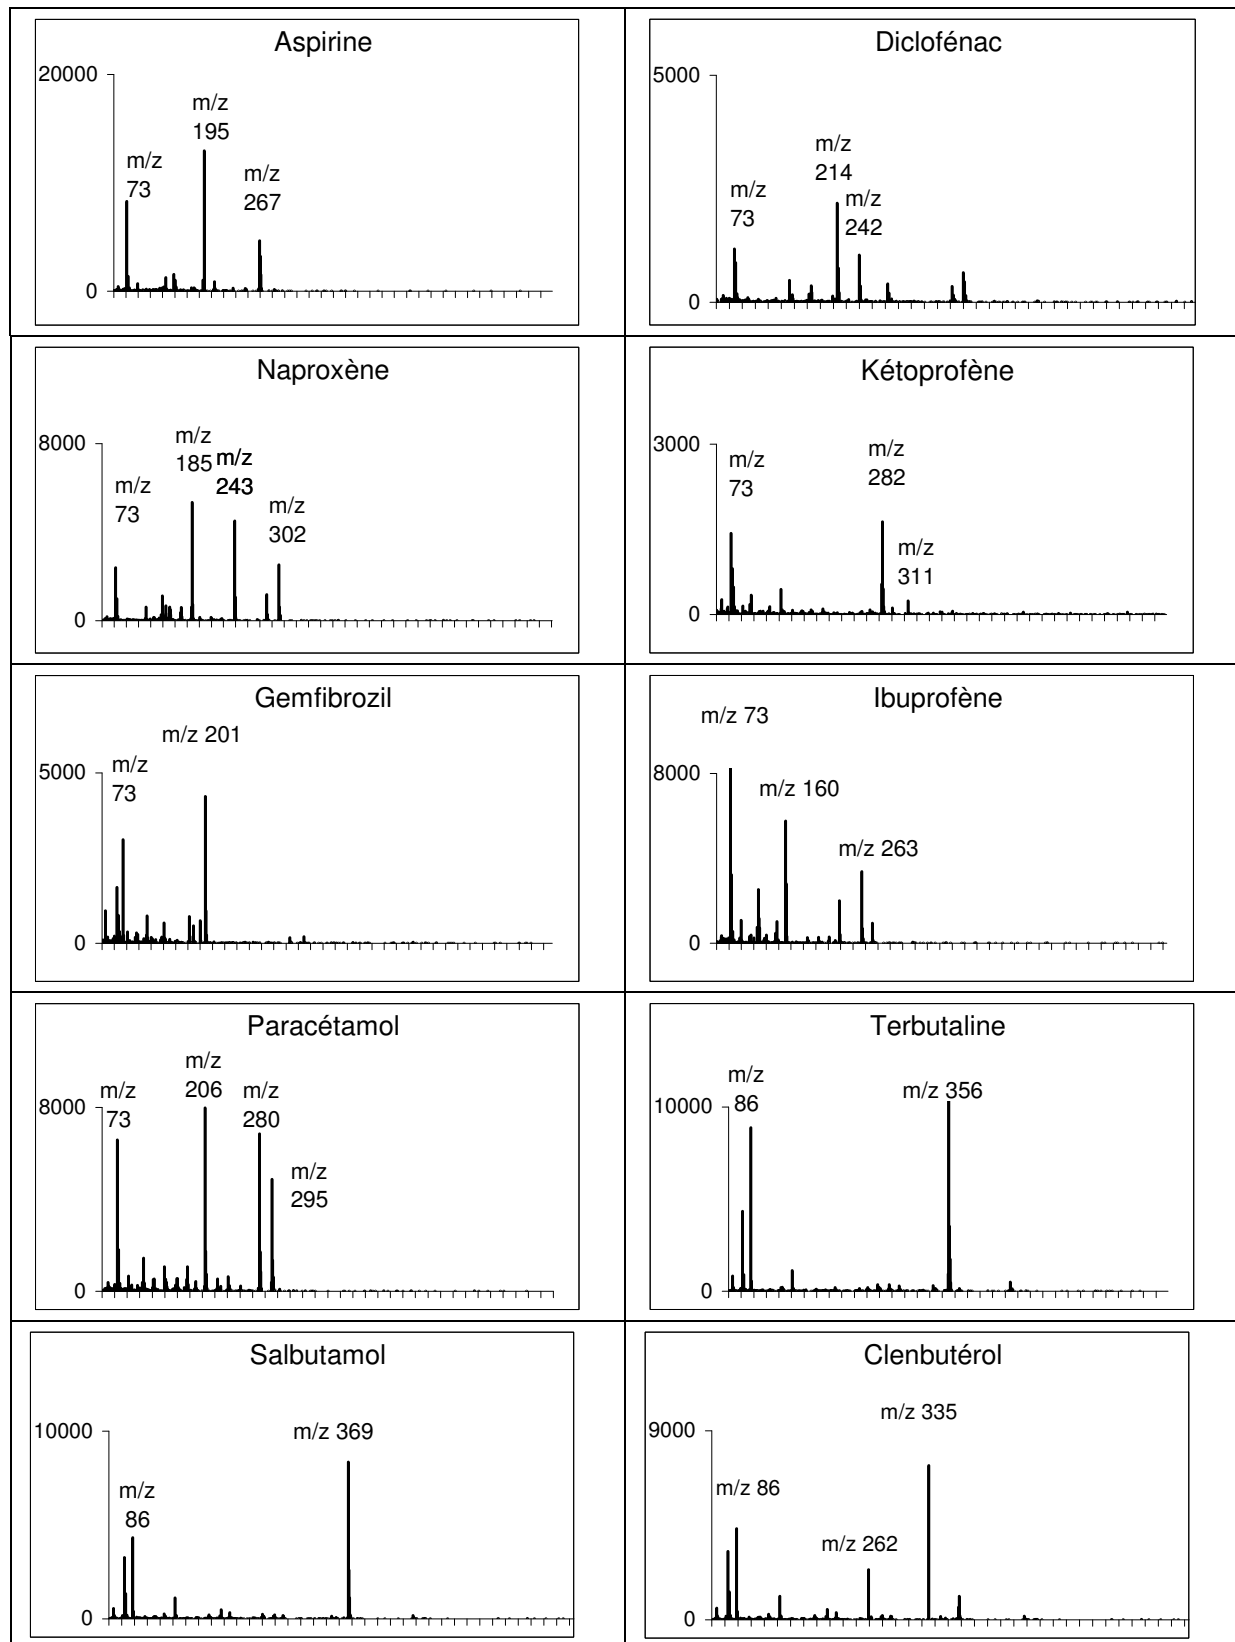 Aspirine
20000
m/z
195
m/z
73
m/z
267
0
Diclofénac
5000
m/z
214
m/z
73
m/z
242
0
Naproxène
8000
m/z
185
m/z
243
m/z
73
m/z
302
0
Kétoprofène
3000
m/z
73
m/z
282
m/z
311
0
Gemfibrozil
m/z 201
5000
m/z
73
0
Ibuprofène
m/z 73
8000
m/z 160
m/z 263
0
Paracétamol
m/z
206
m/z
73
m/z
280
8000
m/z
295
0
Terbutaline
m/z
86
m/z 356
10000
0
Salbutamol
10000
m/z 369
m/z
86
0
Clenbutérol
m/z 335
9000
m/z 86
m/z 262
0